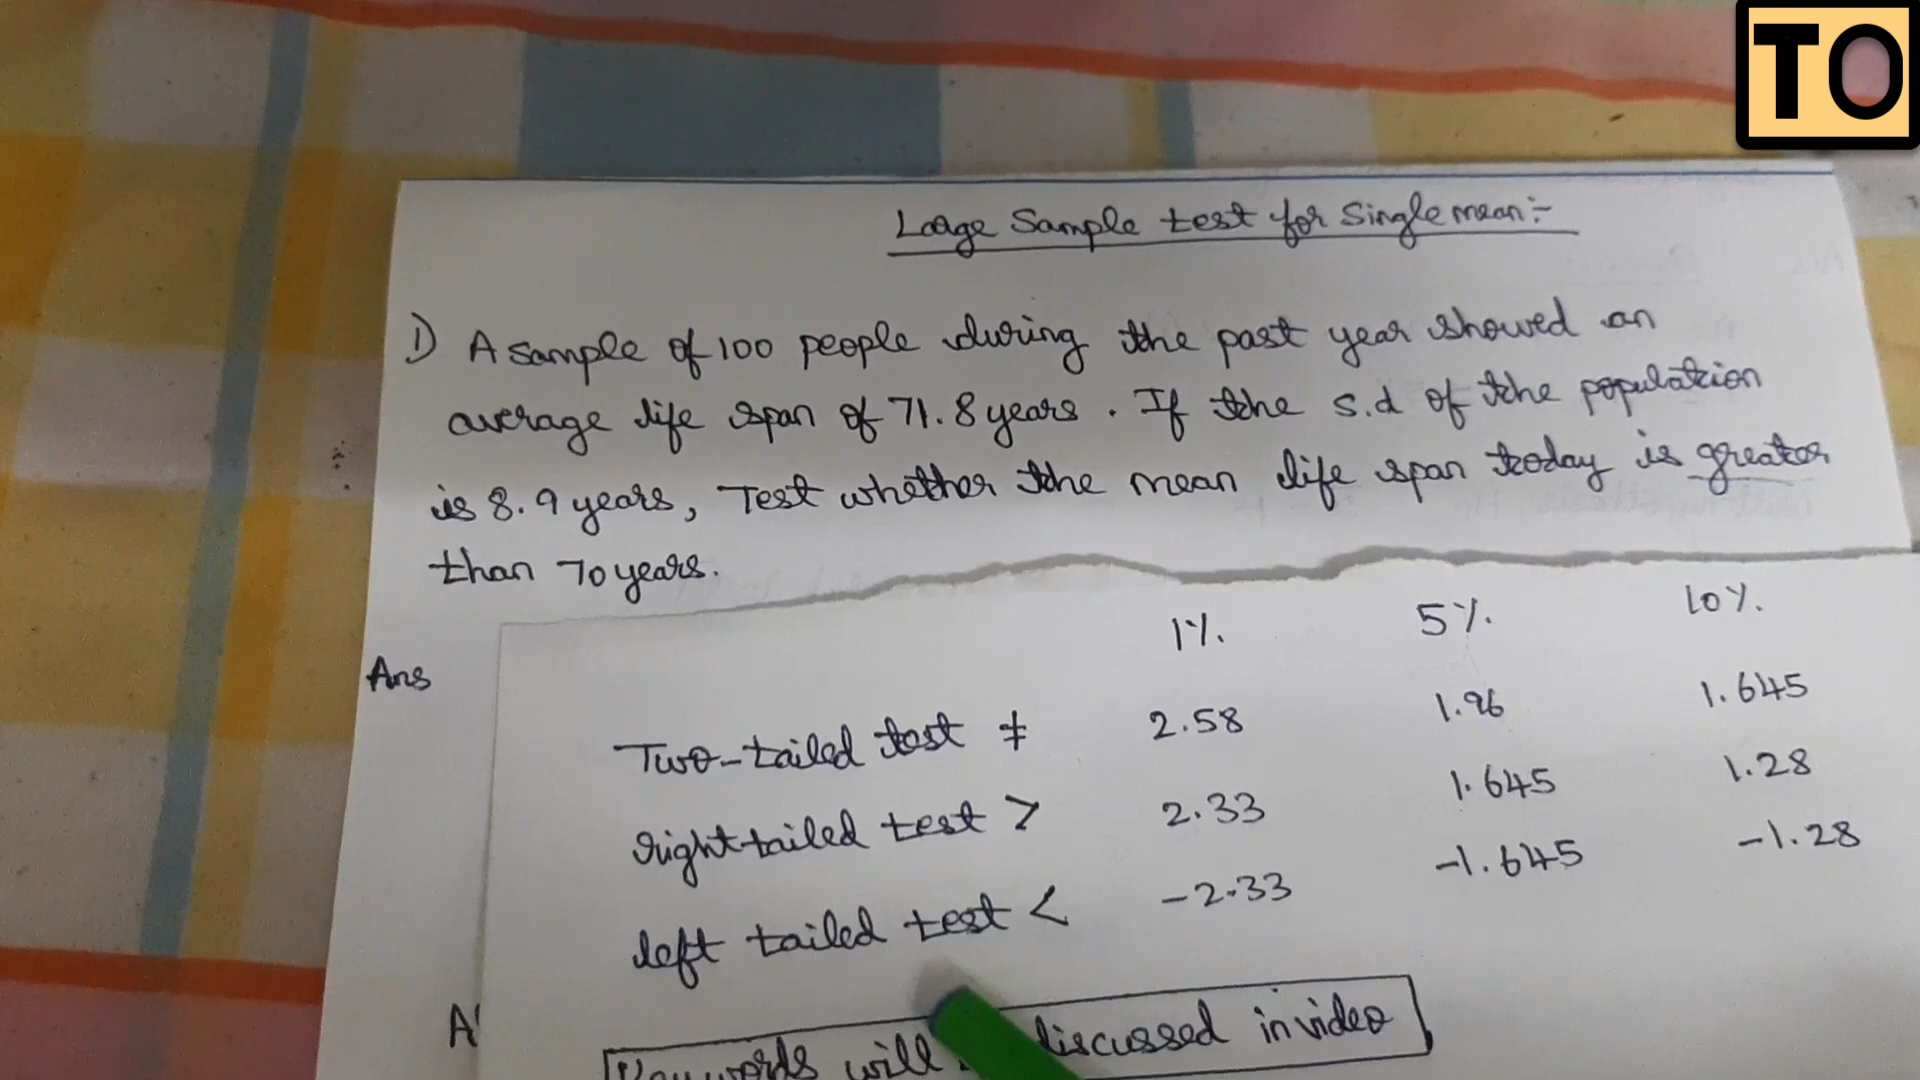 TO
Large Sample test for Single mean:-
1) A sample of 100 people during the past year showed an
average life span of 71.8 years. If the s.d of the population
is 8.9 years, Test whether the mean life span today is greater
than 70 years.
Ans
1% 5% 10%
Two-tailed test ≠ 2.58 1.96 1.645
right tailed test > 2.33 1.645 1.28
left tailed test < -2.33 -1.645 -1.28
Keywords will discussed in video